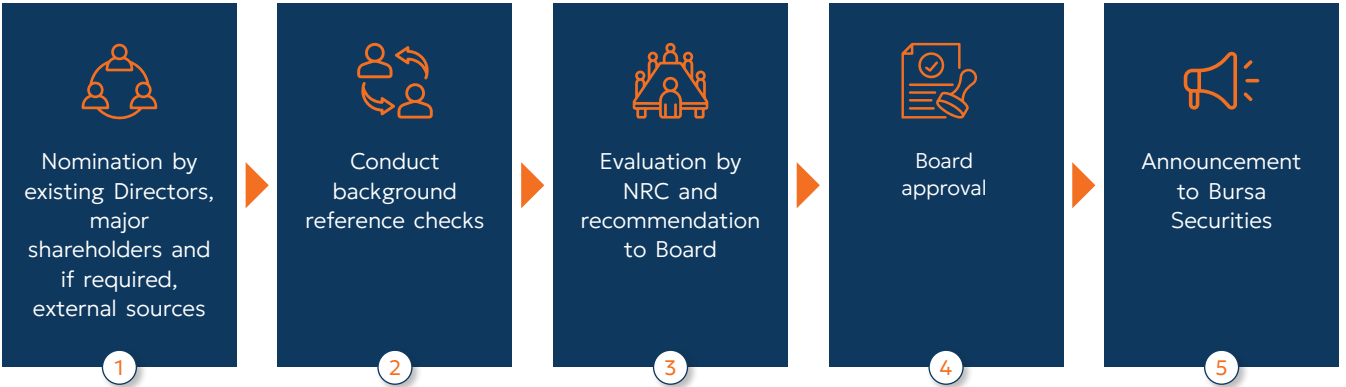 Nomination by
existing Directors,
major
shareholders and
if required,
external sources
1
Conduct
background
reference checks
2
Evaluation by
NRC and
recommendation
to Board
3
Board
approval
4
Announcement
to Bursa
Securities
5